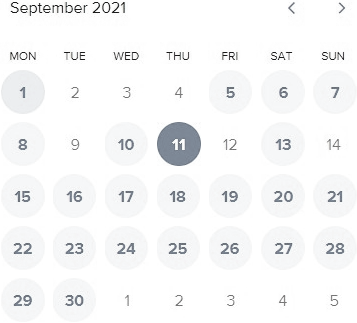 September 2021
MON TUE WED THU FRI SAT SUN
1 2 3 4 5 6 7
8 9 10 11 12 13 14
15 16 17 18 19 20 21
22 23 24 25 26 27 28
29 30 1 2 3 4 5